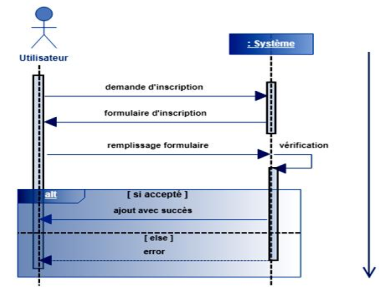 : Système
Utilisateur
demande d'inscription
formulaire d'inscription
remplissage formulaire
vérification
alt
[ si accepté ]
ajout avec succès
[ else ]
error